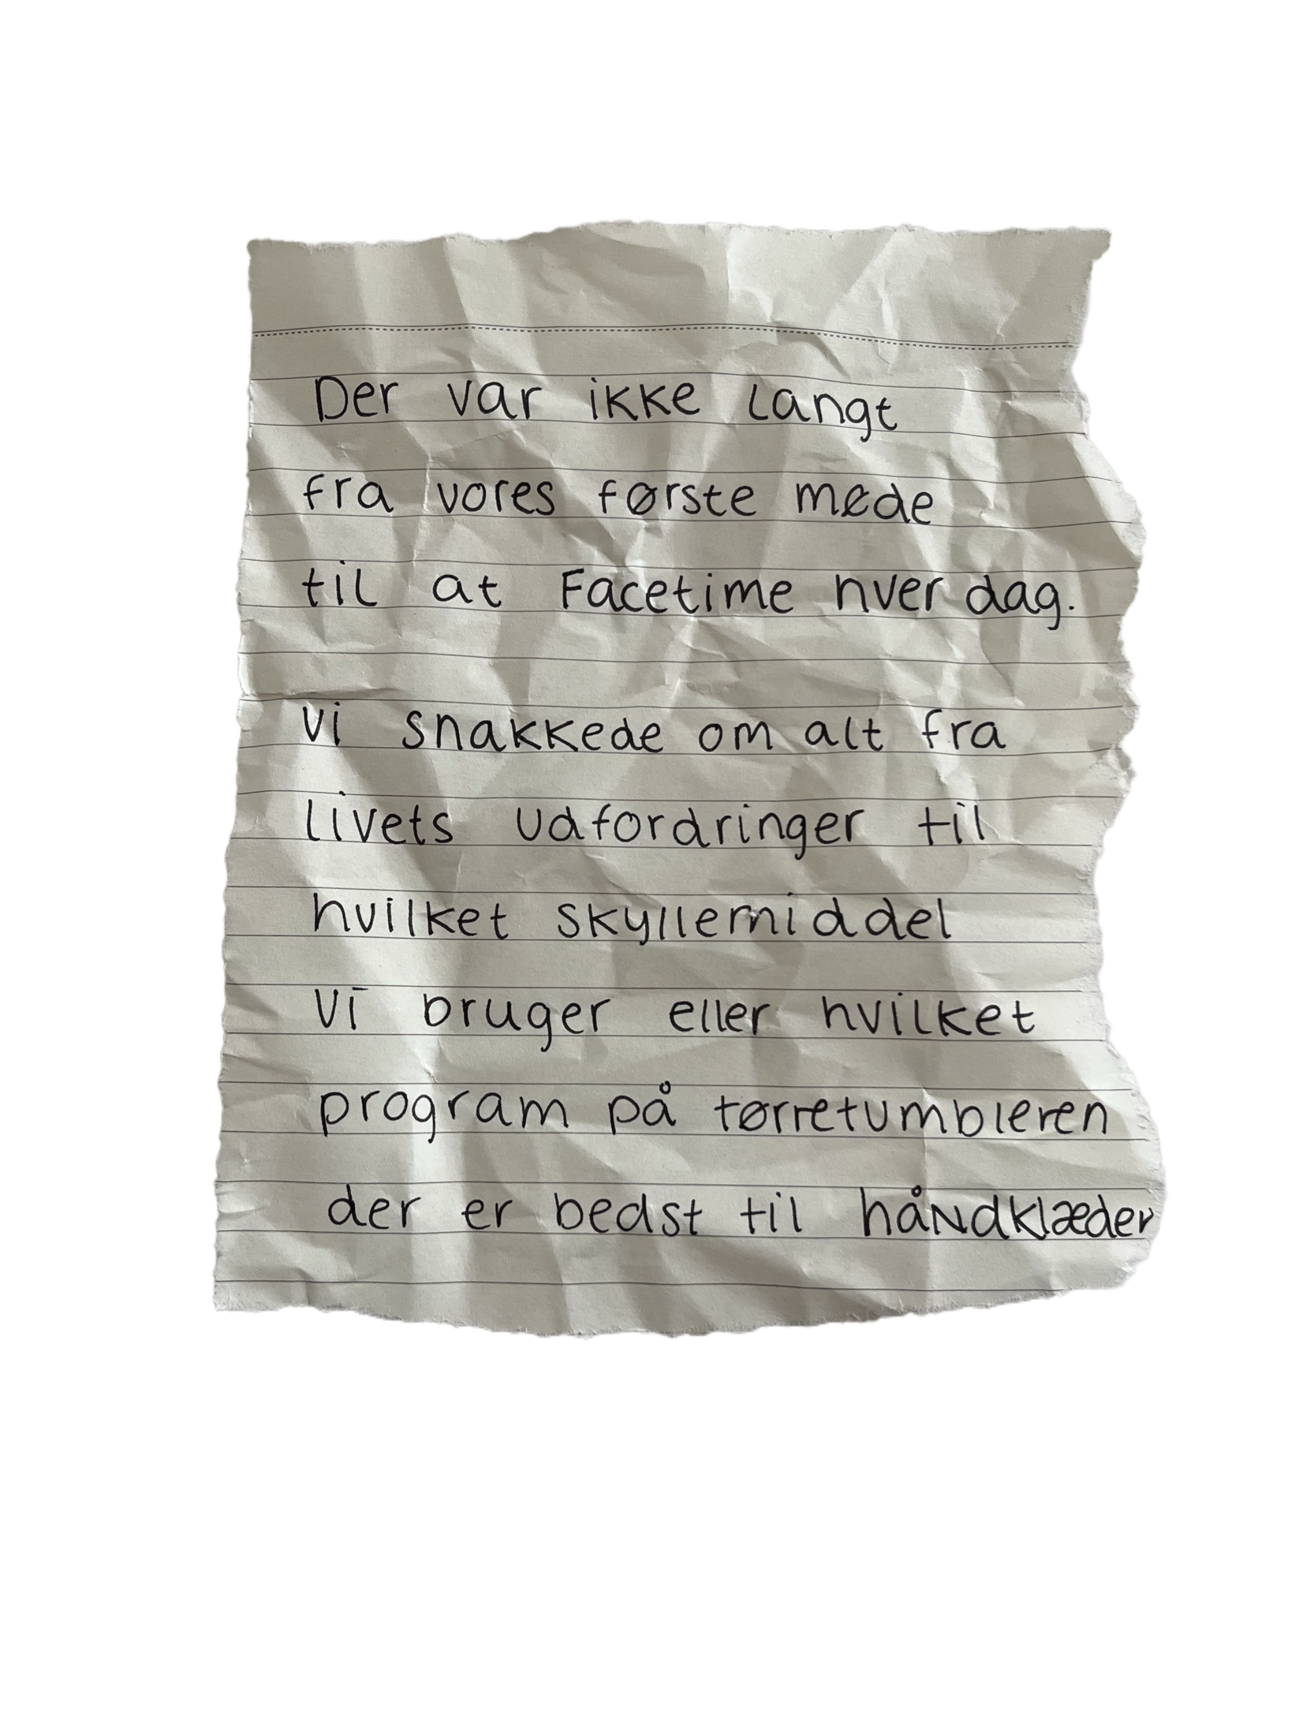 Der var ikke langt
fra vores første møde
til at Facetime hver dag.
Vi snakkede om alt fra
livets udfordringer til
hvilket skyllemiddel
Vi bruger eller hvilket
program på tørretumbleren
der er bedst til håndklæder